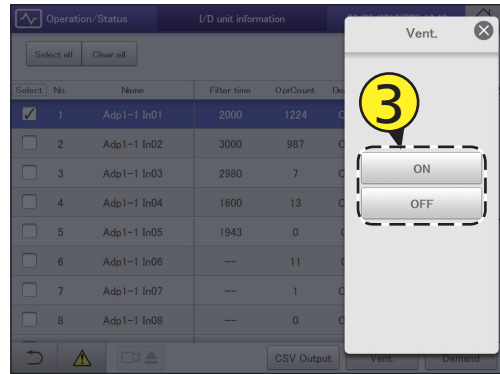 Operation/Status
I/D unit information
Vent.
Select all
Clear all
Select
No.
Name
Filter time
OprCount
1
Adp1-1 In01
2000
1224
2
Adp1-1 In02
3000
987
3
Adp1-1 In03
2980
7
4
Adp1-1 In04
1600
13
5
Adp1-1 In05
1943
0
6
Adp1-1 In06
--
11
7
Adp1-1 In07
--
1
8
Adp1-1 In08
--
0
3
ON
OFF
CSV Output
Vent.
Demand